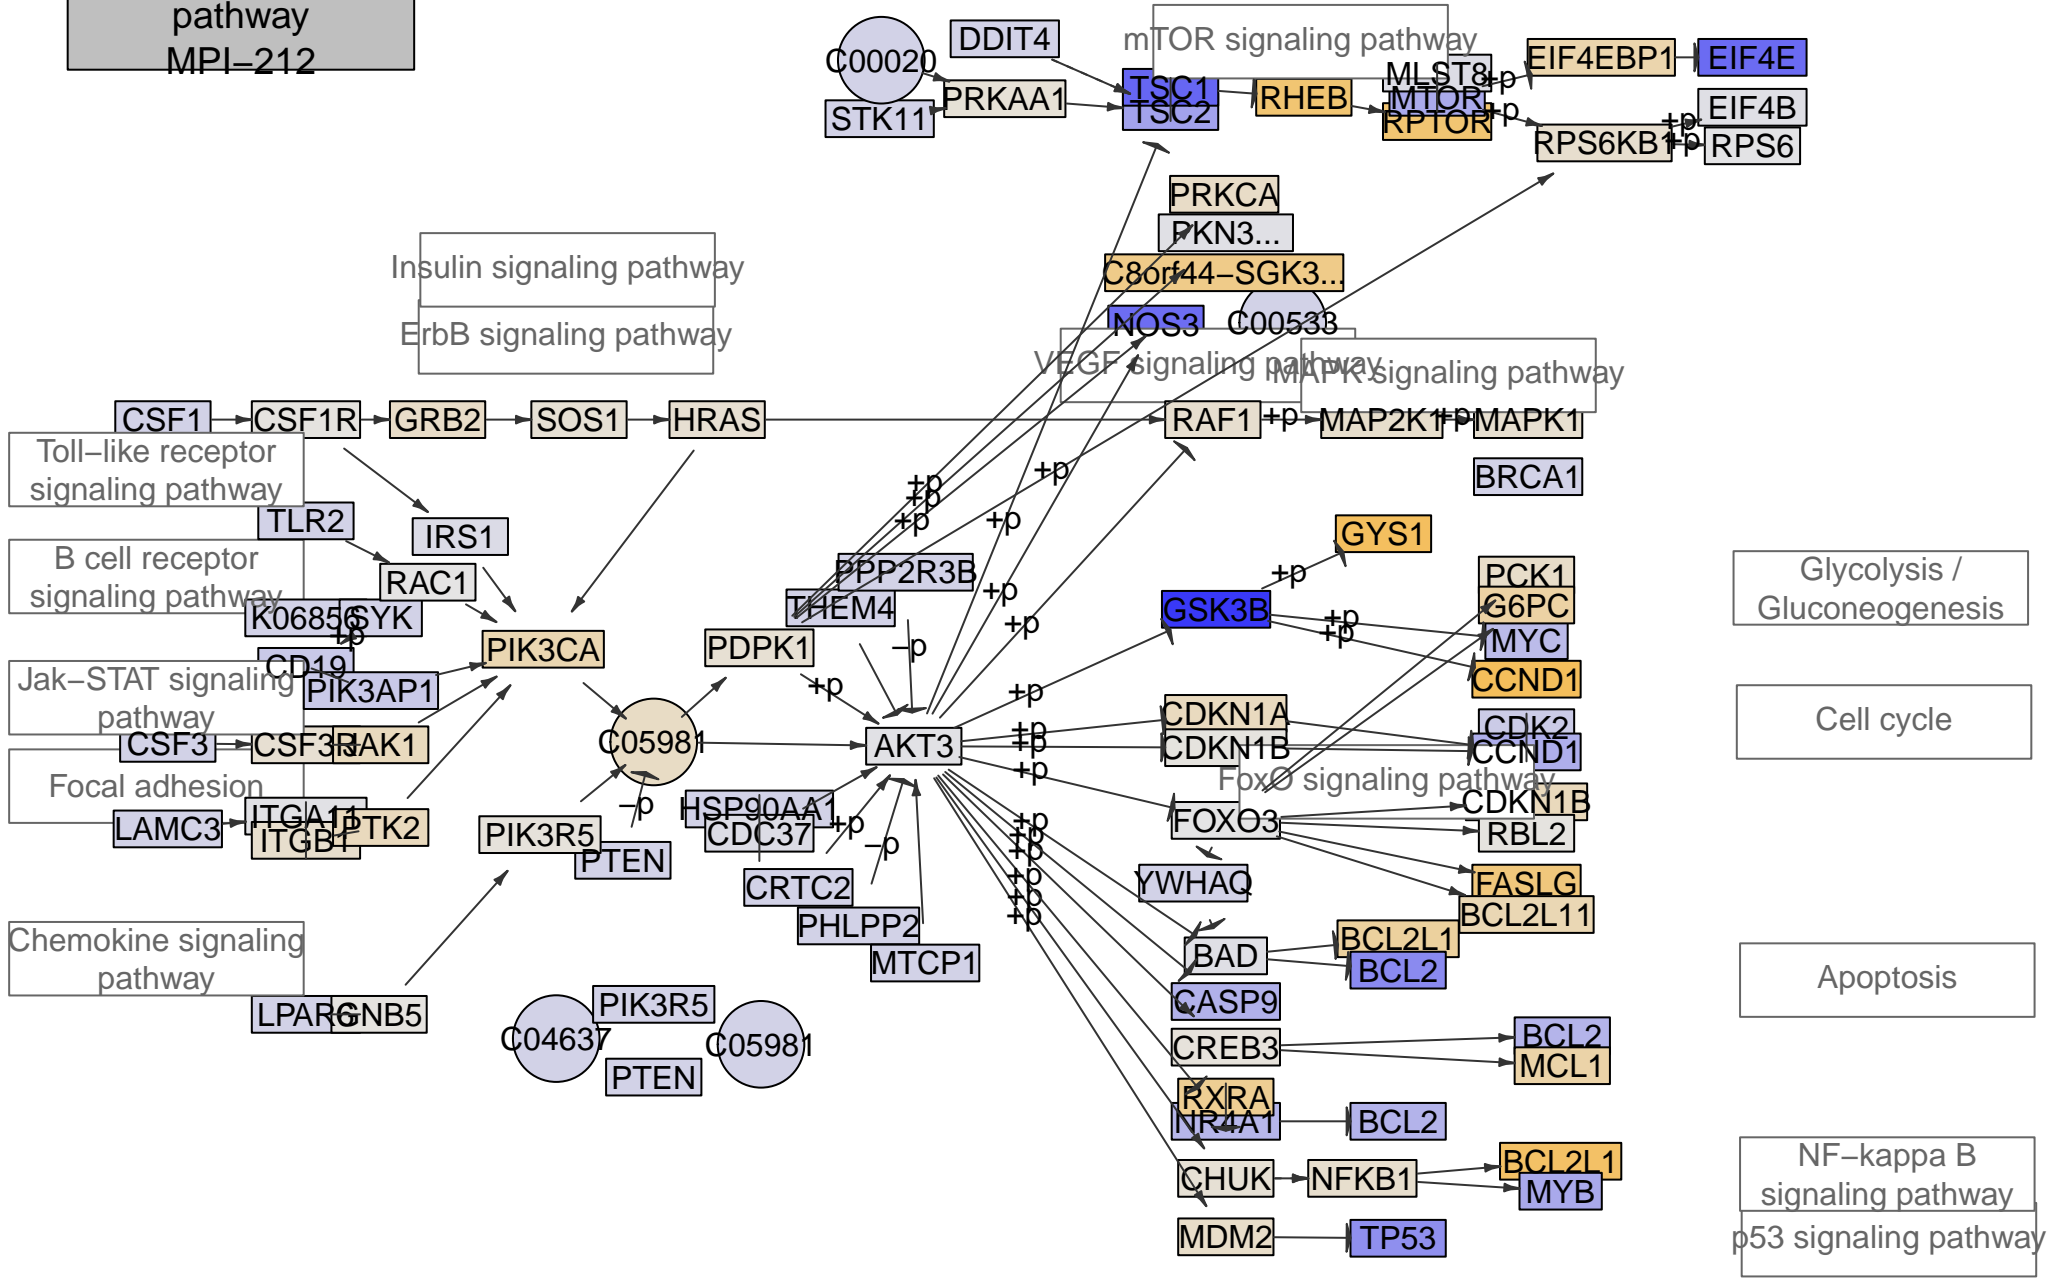 pathway
MPI−212
C00020
DDIT4
STK11
PRKAA1
mTOR signaling pathway
TSC1
TSC2
RHEB
MLST8
MTOR
RPTOR
+p
+p
EIF4EBP1
EIF4E
EIF4B
RPS6KB1
+p
+p
RPS6
PRKCA
PKN3...
C8orf44−SGK3...
NOS3
C00533
Insulin signaling pathway
ErbB signaling pathway
VEGF signaling pathway
MAPK signaling pathway
CSF1
CSF1R
GRB2
SOS1
HRAS
RAF1
+p
MAP2K1
+p
MAPK1
BRCA1
Toll−like receptor
signaling pathway
TLR2
IRS1
B cell receptor
signaling pathway
RAC1
K06856
SYK
+p
CD19
PIK3AP1
PIK3CA
PDPK1
THEM4
PPP2R3B
+p
+p
+p
+p
+p
+p
+p
−p
+p
GYS1
+p
GSK3B
+p
+p
PCK1
G6PC
MYC
CCND1
Glycolysis /
Gluconeogenesis
Jak−STAT signaling
pathway
CSF3
CSF3R
JAK1
C05981
AKT3
+p
+p
+p
+p
CDKN1A
CDKN1B
CDK2
CCND1
Cell cycle
Focal adhesion
LAMC3
ITGA11
ITGB1
PTK2
PIK3R5
PTEN
−p
HSP90AA1
CDC37
+p
−p
CRTC2
PHLPP2
MTCP1
FoxO signaling pathway
FOXO3
CDKN1B
RBL2
FASLG
BCL2L11
YWHAQ
+p
+p
+p
+p
+p
+p
BAD
BCL2L1
BCL2
CASP9
Apoptosis
Chemokine signaling
pathway
LPAR6
GNB5
C04637
PIK3R5
PTEN
C05981
CREB3
BCL2
MCL1
RXRA
NR4A1
BCL2
CHUK
NFKB1
BCL2L1
MYB
MDM2
TP53
NF−kappa B
signaling pathway
p53 signaling pathway